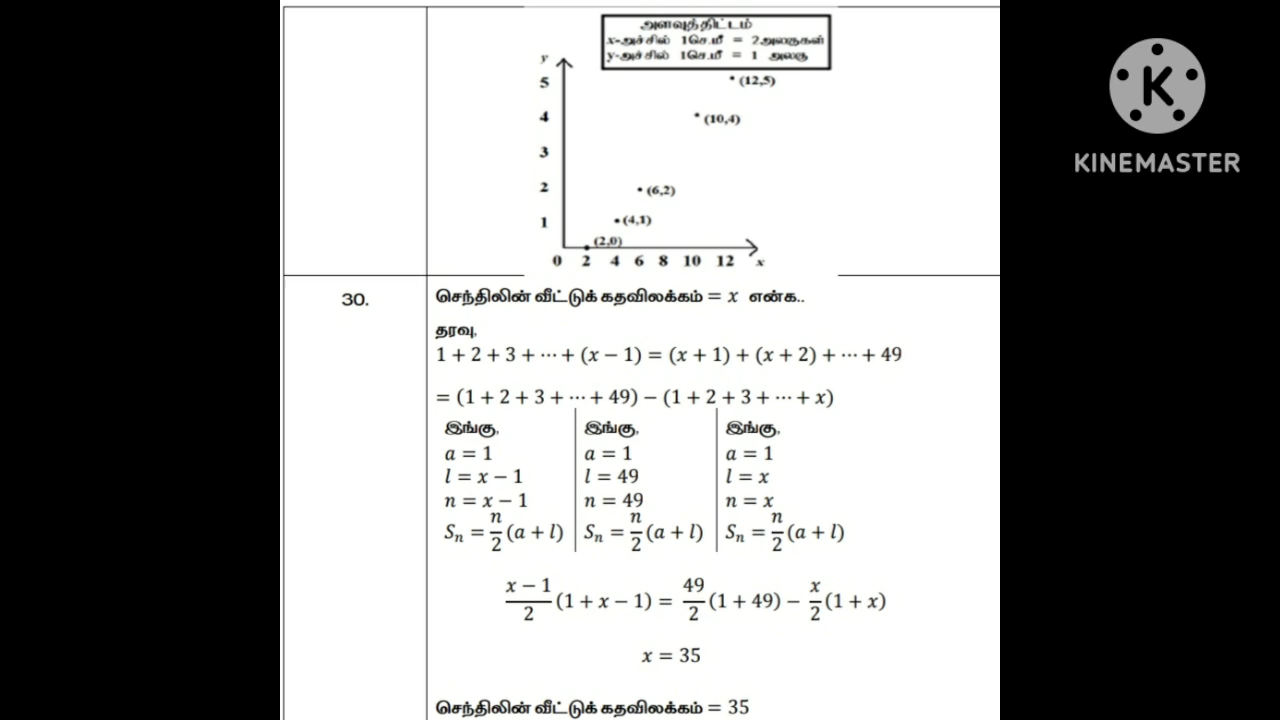 அளவுத்திட்டம்
x-அச்சில் 1செ.மீ = 2அலகுகள்
y-அச்சில் 1செ.மீ = 1 அலகு
y
5
(12,5)
4
(10,4)
3
2
(6,2)
1
(4,1)
(2,0)
0 2 4 6 8 10 12 x
K
KINEMASTER
30.
செந்திலின் வீட்டுக் கதவிலக்கம் = x என்க..
தரவு,
1 + 2 + 3 + ⋯ + (x − 1) = (x + 1) + (x + 2) + ⋯ + 49
= (1 + 2 + 3 + ⋯ + 49) − (1 + 2 + 3 + ⋯ + x)
இங்கு, இங்கு, இங்கு,
a = 1 a = 1 a = 1
l = x − 1 l = 49 l = x
n = x − 1 n = 49 n = x
Sₙ = n/2 (a + l) Sₙ = n/2 (a + l) Sₙ = n/2 (a + l)
x − 1/2 (1 + x − 1) = 49/2 (1 + 49) − x/2 (1 + x)
x = 35
செந்திலின் வீட்டுக் கதவிலக்கம் = 35